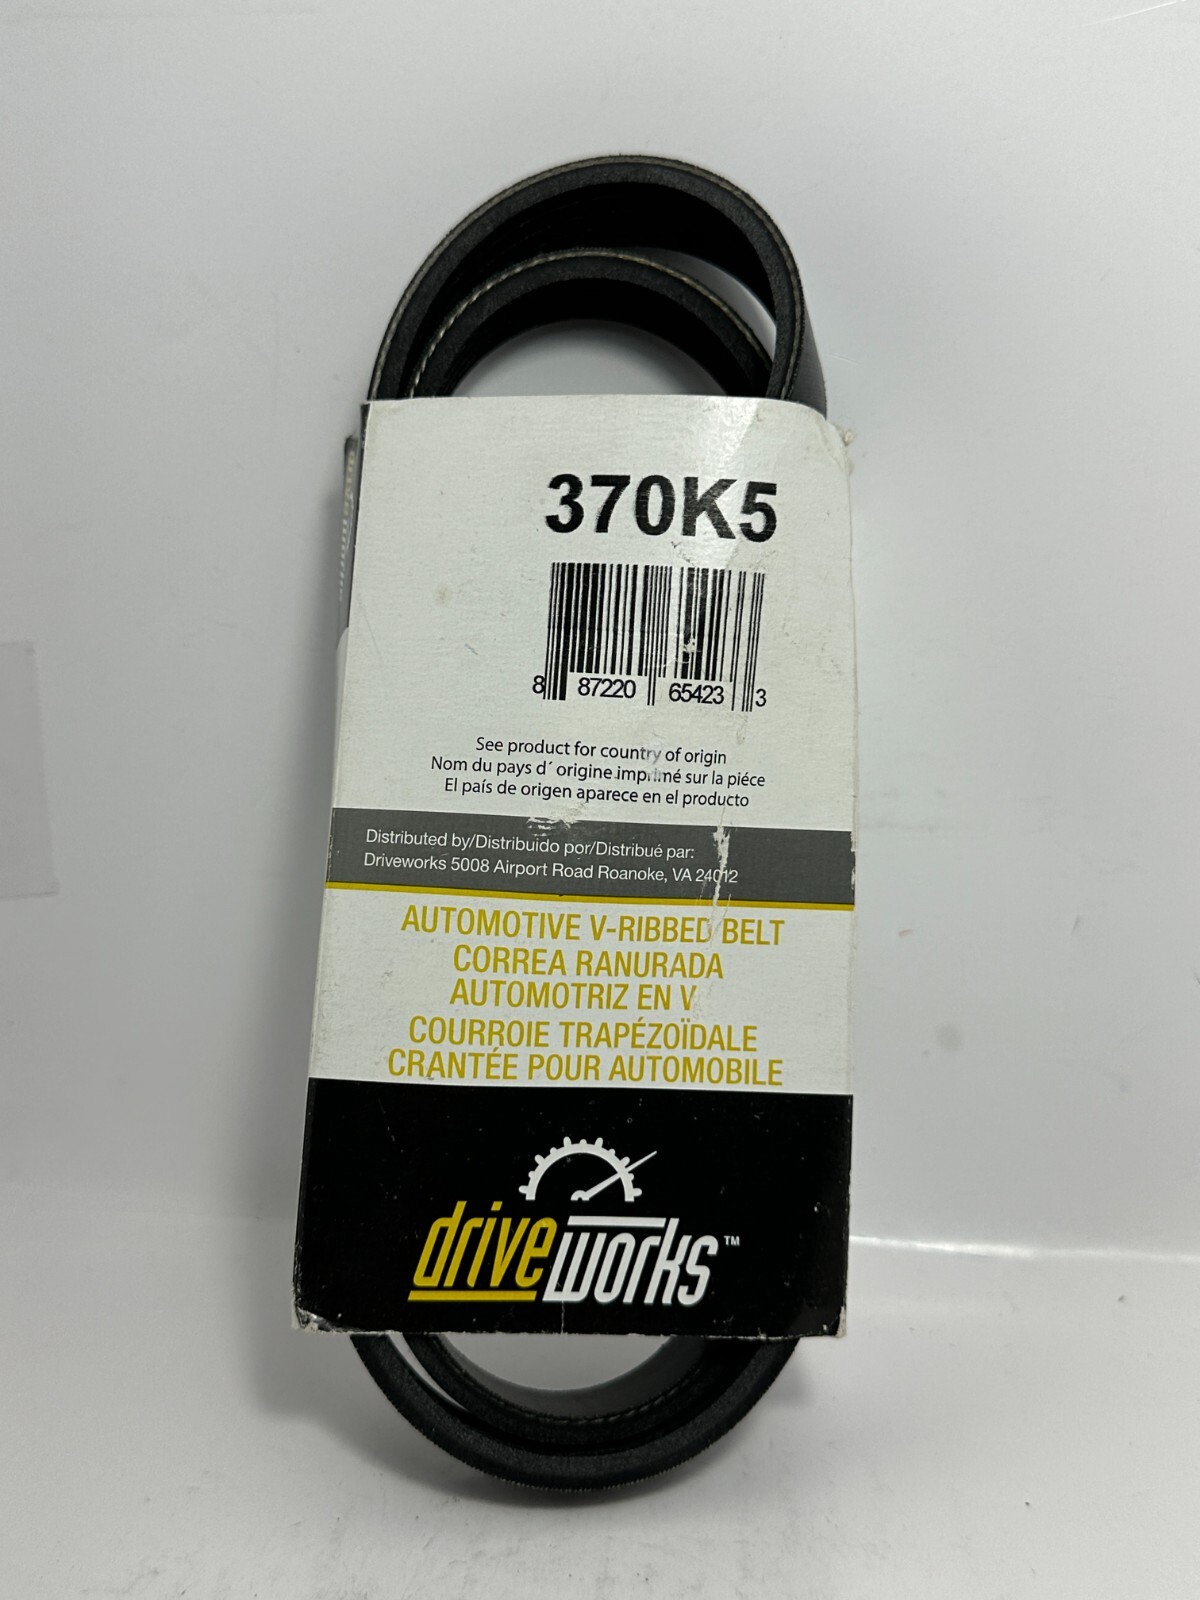 370K5
8 87220 65423 3
See product for country of origin
Nom du pays d´ origine imprimé sur la piéce
El país de origen aparece en el producto
Distributed by/Distribuido por/Distribué par:
Driveworks 5008 Airport Road Roanoke, VA 24012
AUTOMOTIVE V-RIBBED BELT
CORREA RANURADA
AUTOMOTRIZ EN V
COURROIE TRAPÉZOÏDALE
CRANTÉE POUR AUTOMOBILE
driveworks™
driveworks